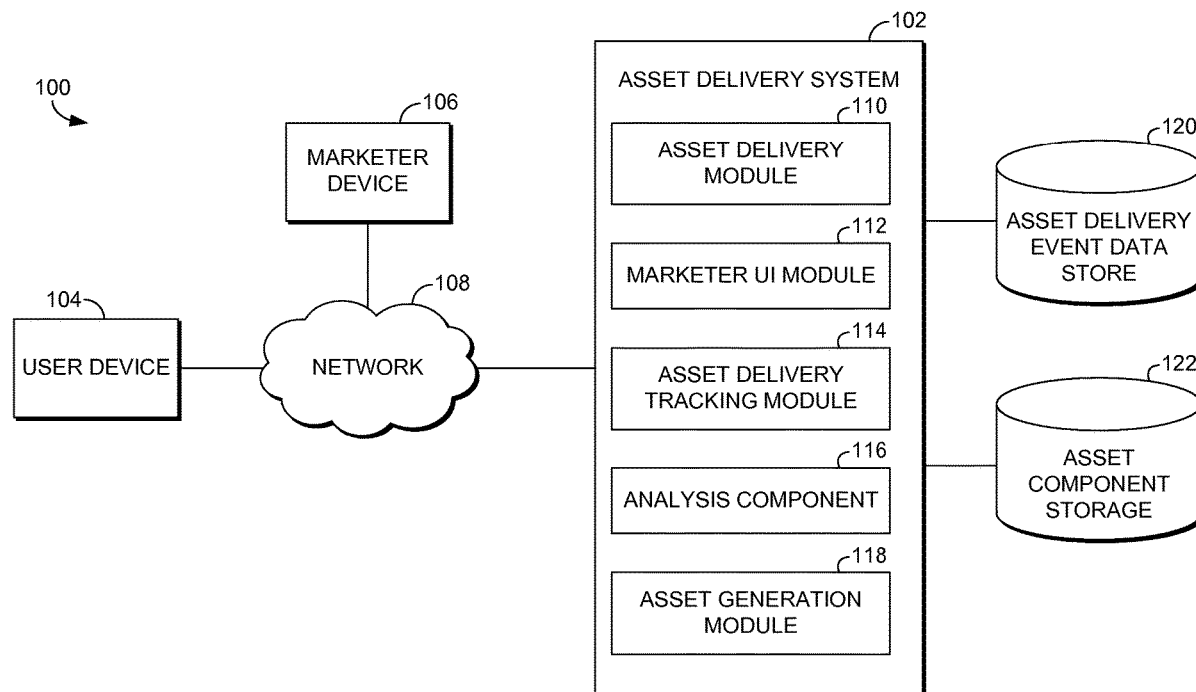 100
102
ASSET DELIVERY SYSTEM
106
MARKETER
DEVICE
104
USER DEVICE
108
NETWORK
110
ASSET DELIVERY
MODULE
112
MARKETER UI MODULE
114
ASSET DELIVERY
TRACKING MODULE
116
ANALYSIS COMPONENT
118
ASSET GENERATION
MODULE
120
ASSET DELIVERY
EVENT DATA
STORE
122
ASSET
COMPONENT
STORAGE